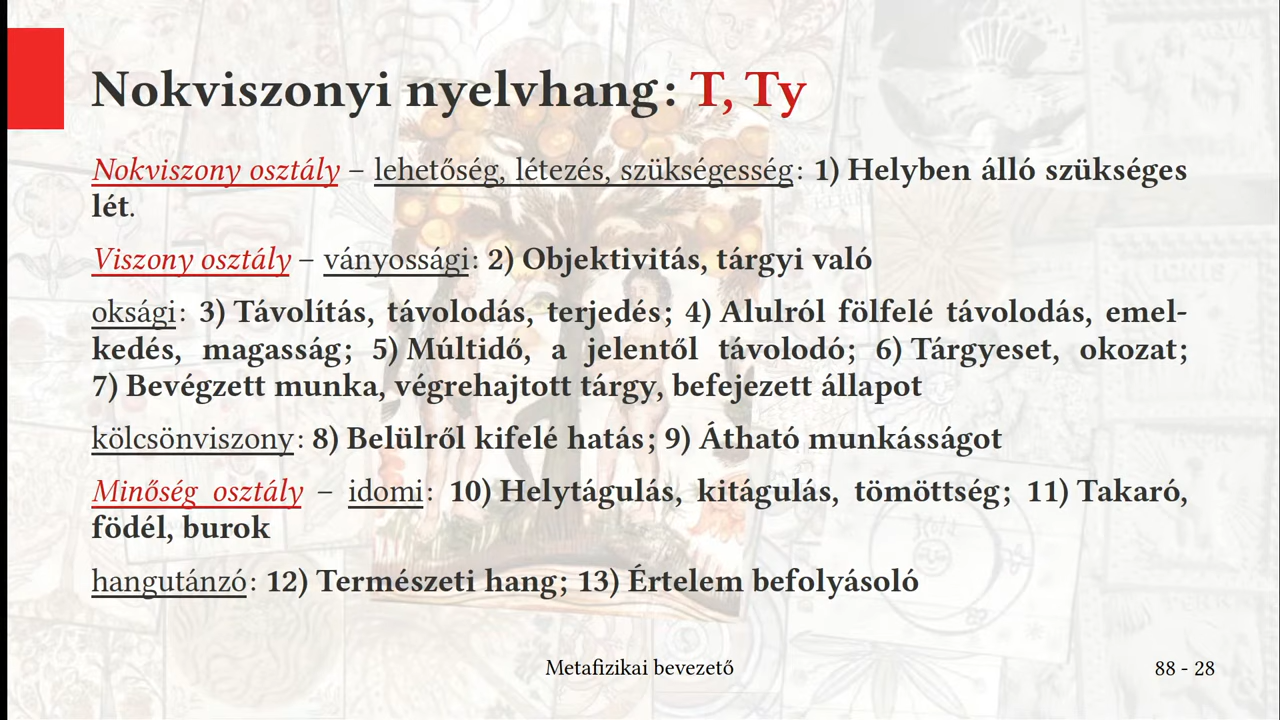 Nokviszonyi nyelvhang: T, Ty
Nokviszony osztály – lehetőség, létezés, szükségesség: 1) Helyben álló szükséges
lét.
Viszony osztály – ványossági: 2) Objektivitás, tárgyi való
oksági: 3) Távolítás, távolodás, terjedés; 4) Alulról fölfelé távolodás, emel-
kedés, magasság; 5) Múltidő, a jelentől távolodó; 6) Tárgyeset, okozat;
7) Bevégzett munka, végrehajtott tárgy, befejezett állapot
kölcsönviszony: 8) Belülről kifelé hatás; 9) Átható munkásságot
Minőség osztály – idomi: 10) Helytágulás, kitágulás, tömöttség; 11) Takaró,
födél, burok
hangutánzó: 12) Természeti hang; 13) Értelem befolyásoló
Metafizikai bevezető
88 - 28